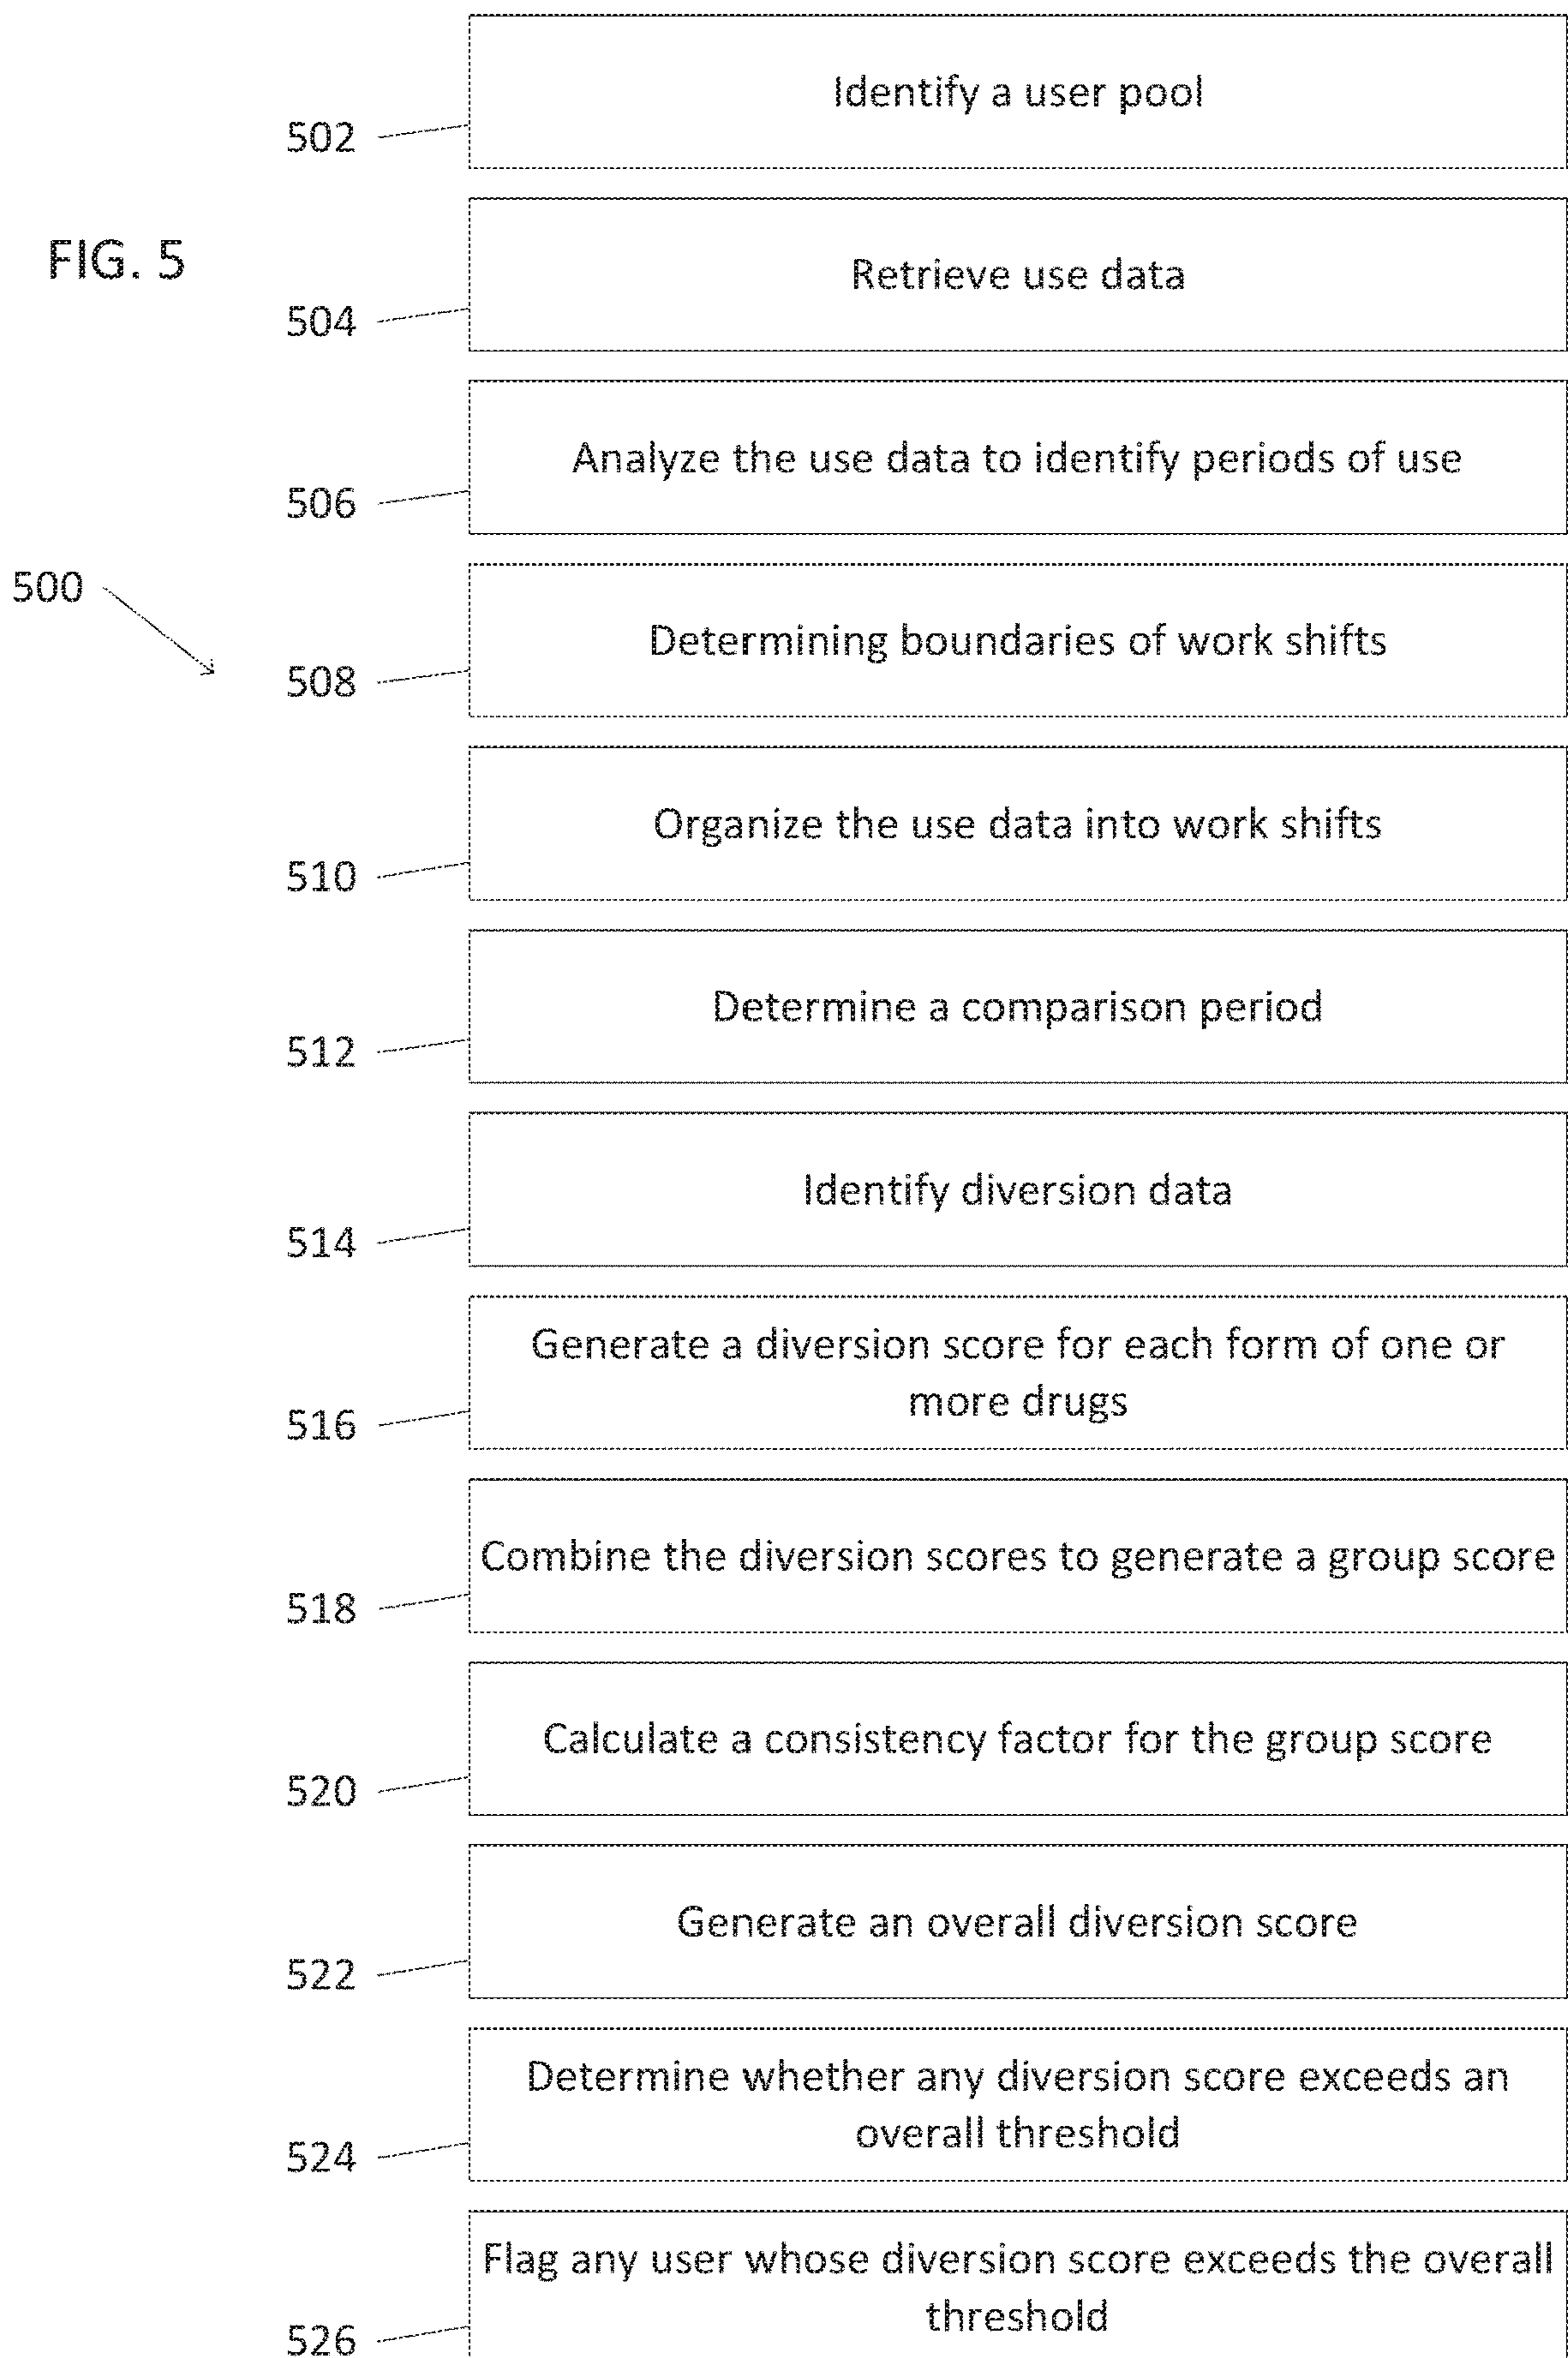 Identify a user pool
502
FIG. 5
Retrieve use data
504
Analyze the use data to identify periods of use
506
500
Determining boundaries of work shifts
508
Organize the use data into work shifts
510
Determine a comparison period
512
Identify diversion data
514
Generate a diversion score for each form of one or
more drugs
516
Combine the diversion scores to generate a group score
518
Calculate a consistency factor for the group score
520
Generate an overall diversion score
522
Determine whether any diversion score exceeds an
overall threshold
524
Flag any user whose diversion score exceeds the overall
threshold
526